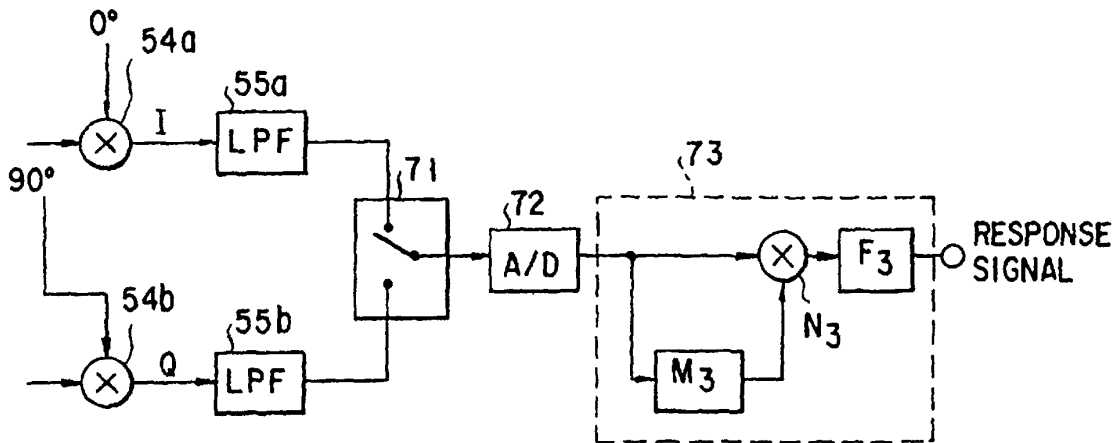 0°
54a
I
55a
LPF
90°
71
72
A/D
73
N3
F3
RESPONSE
SIGNAL
M3
54b
Q
55b
LPF